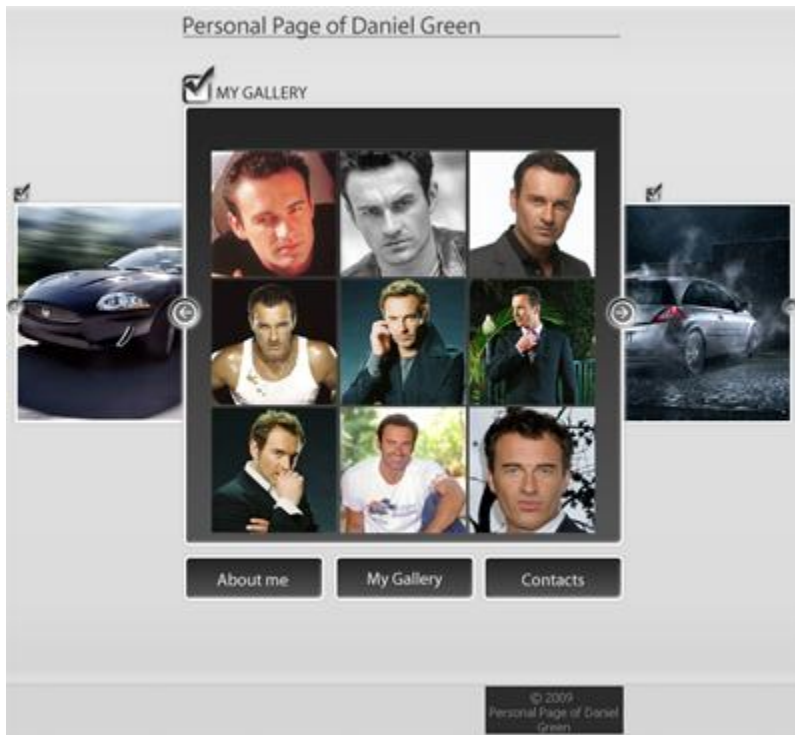 Personal Page of Daniel Green
MY GALLERY
About me
My Gallery
Contacts
© 2009
Personal Page of Daniel
Green